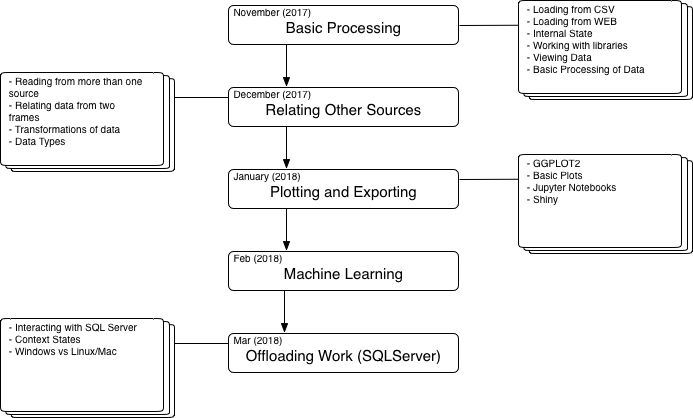 November (2017)
Basic Processing
- Loading from CSV
- Loading from WEB
- Internal State
- Working with libraries
- Viewing Data
- Basic Processing of Data
- Reading from more than one
source
- Relating data from two
frames
- Transformations of data
- Data Types
December (2017)
Relating Other Sources
January (2018)
Plotting and Exporting
- GGPLOT2
- Basic Plots
- Jupyter Notebooks
- Shiny
Feb (2018)
Machine Learning
- Interacting with SQL Server
- Context States
- Windows vs Linux/Mac
Mar (2018)
Offloading Work (SQLServer)